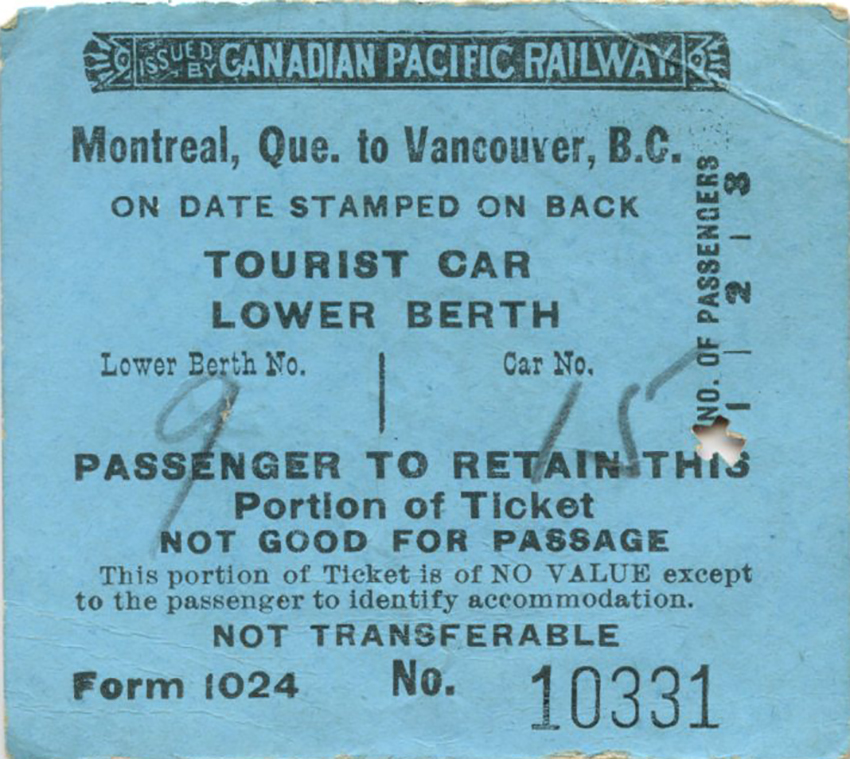 ISSUED BY CANADIAN PACIFIC RAILWAY.
Montreal, Que. to Vancouver, B.C.
ON DATE STAMPED ON BACK
TOURIST CAR
LOWER BERTH
Lower Berth No. | Car No.
9 15
NO. OF PASSENGERS
1 | 2 | 3
PASSENGER TO RETAIN THIS
Portion of Ticket
NOT GOOD FOR PASSAGE
This portion of Ticket is of NO VALUE except
to the passenger to identify accommodation.
NOT TRANSFERABLE
Form 1024 No. 10331